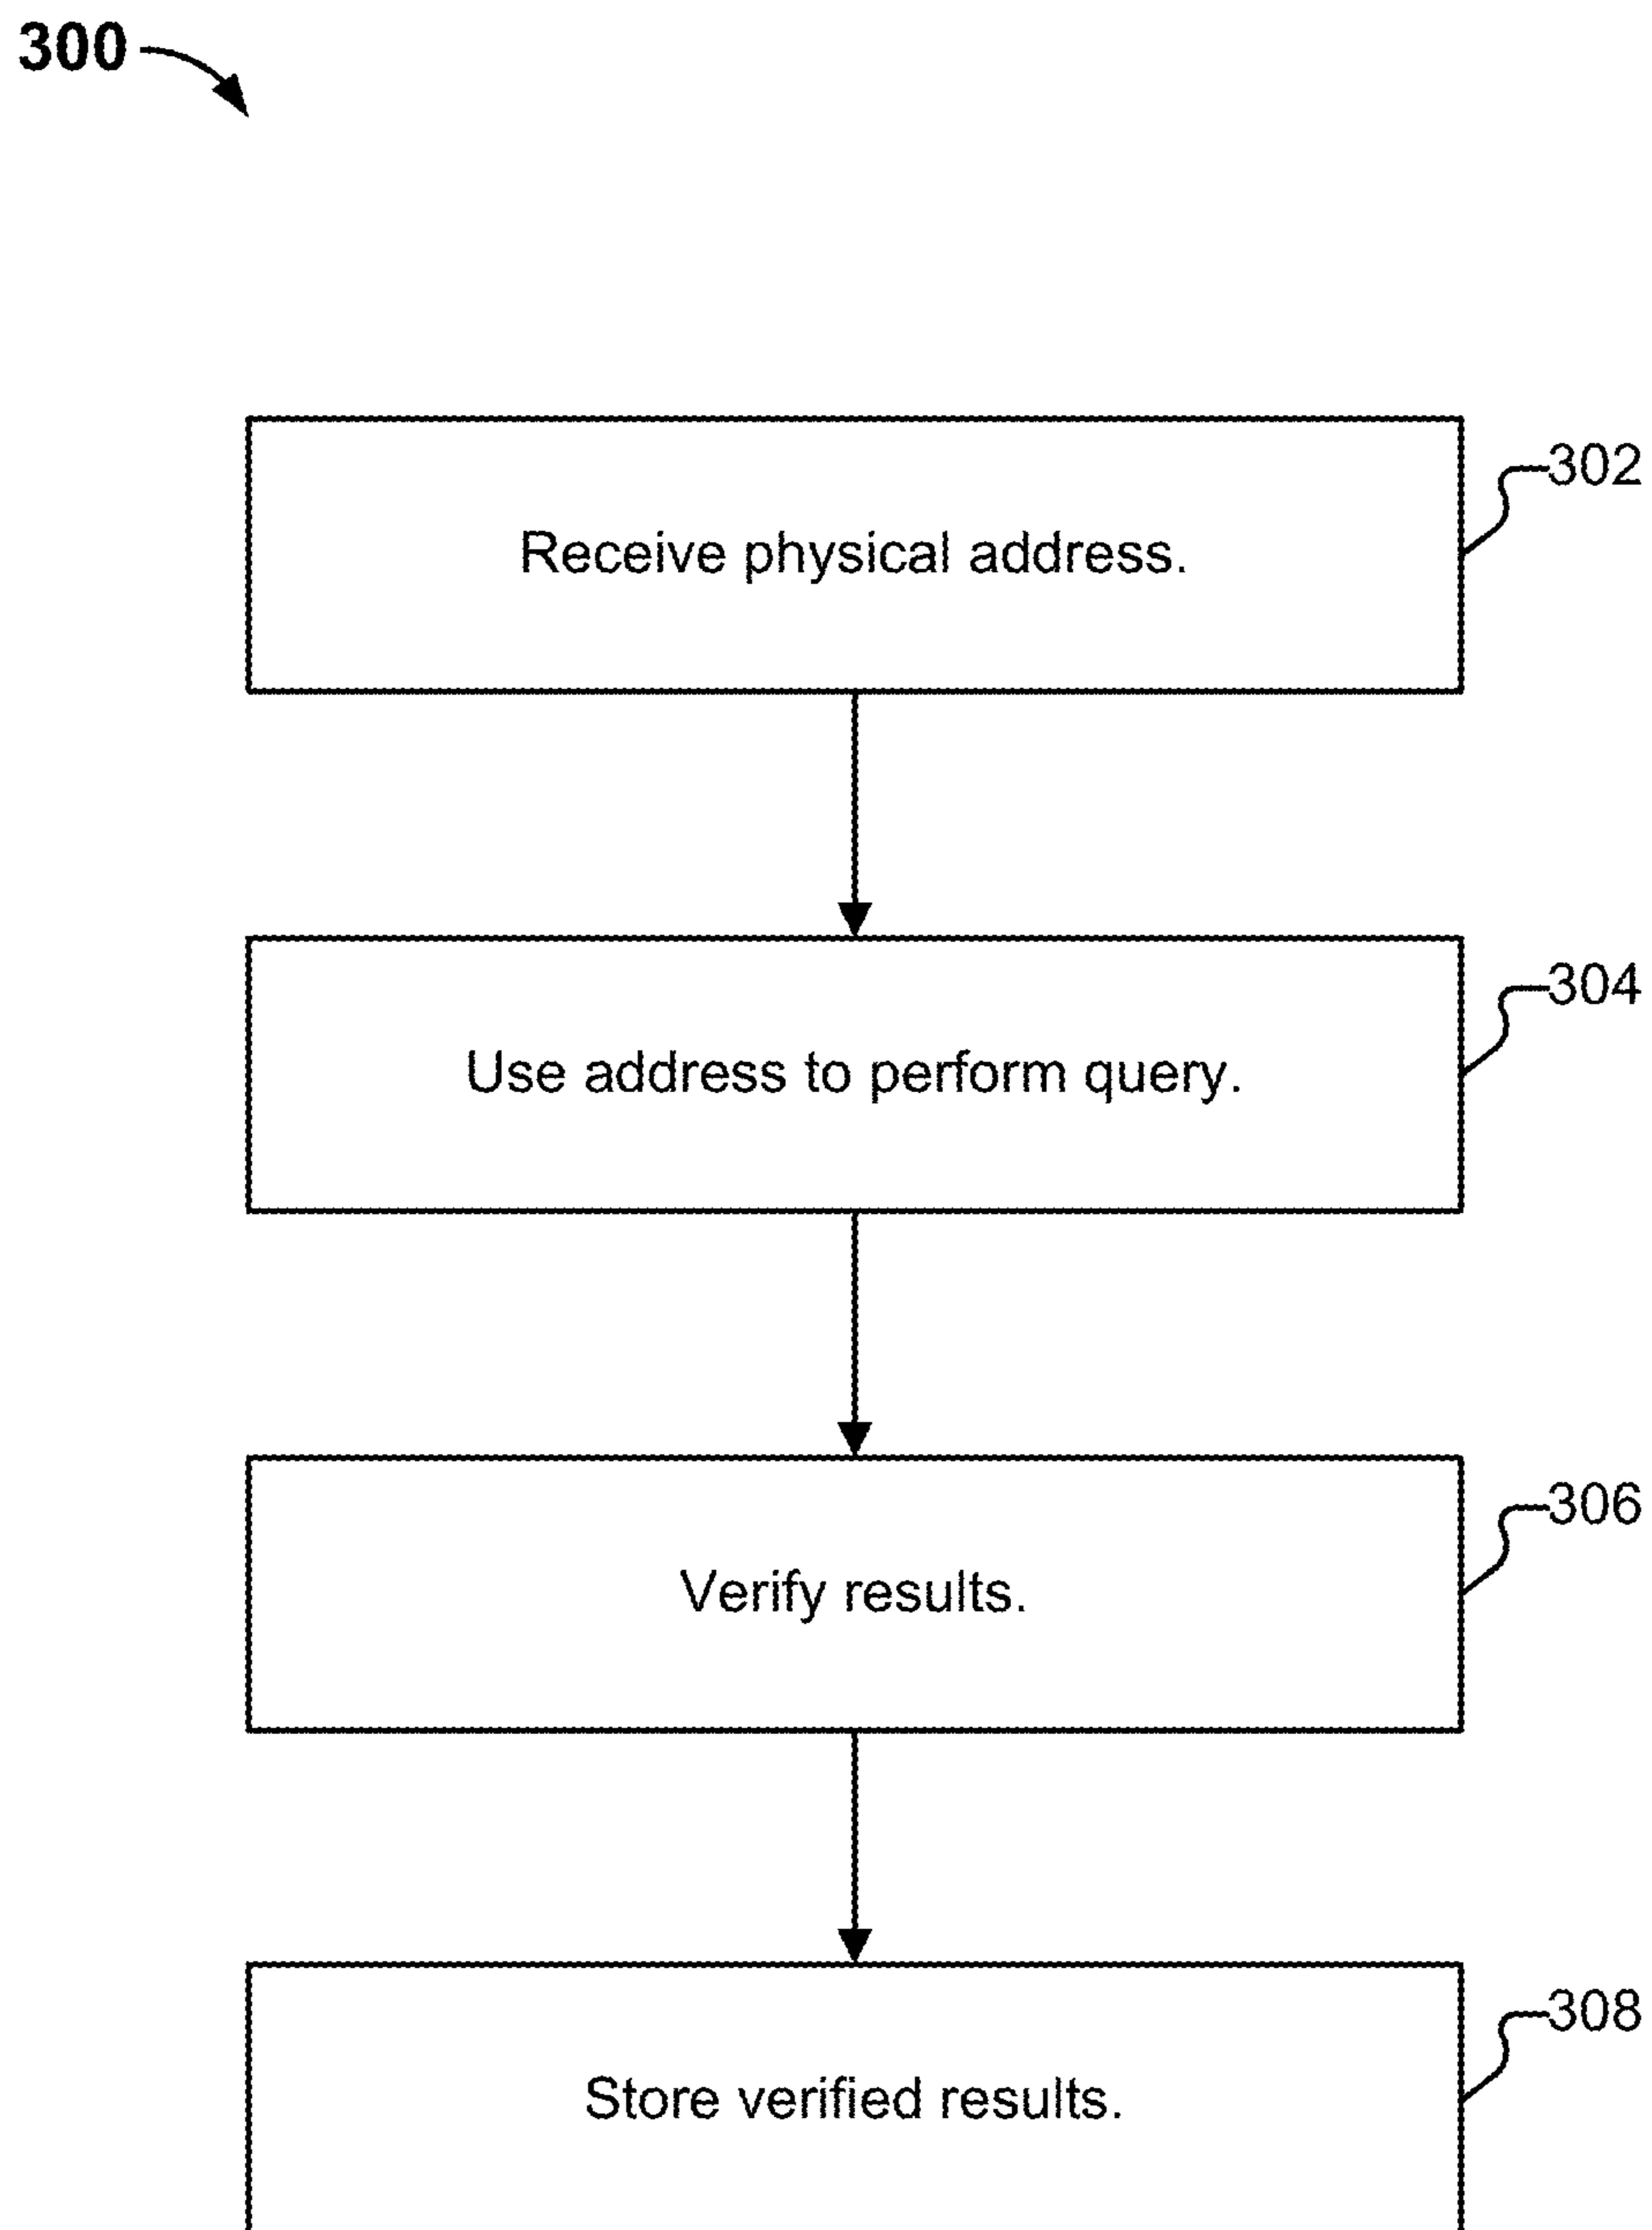 300
302
Receive physical address.
304
Use address to perform query.
306
Verify results.
308
Store verified results.